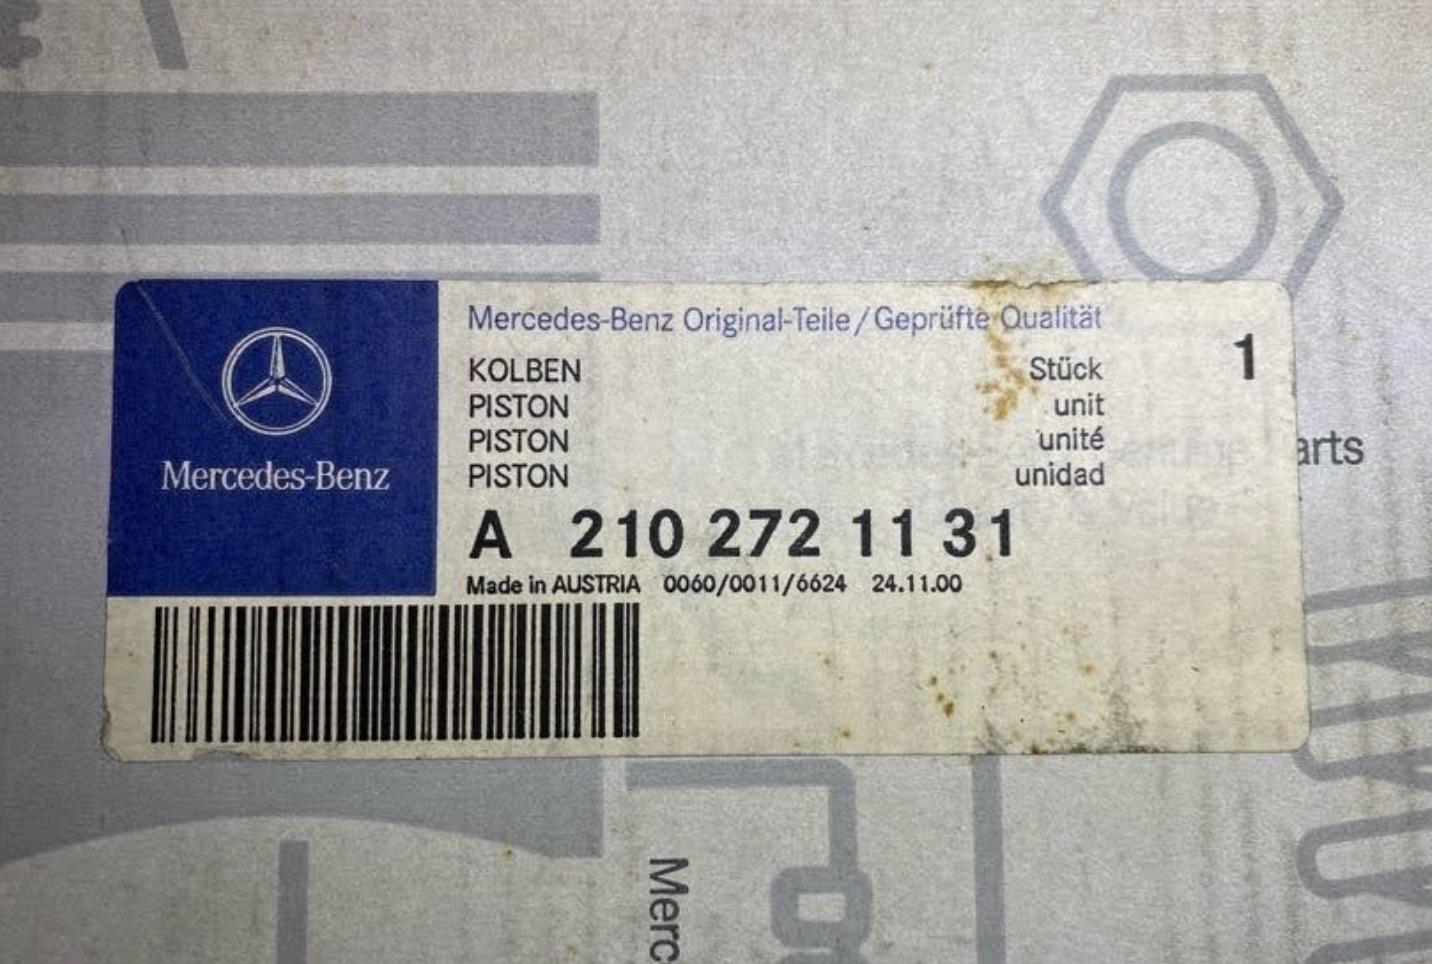 Mercedes-Benz
Mercedes-Benz Original-Teile/Geprüfte Qualität
KOLBEN Stück 1
PISTON unit
PISTON unité
PISTON unidad
A 210 272 11 31
Made in AUSTRIA 0060/0011/6624 24.11.00
arts
Merc